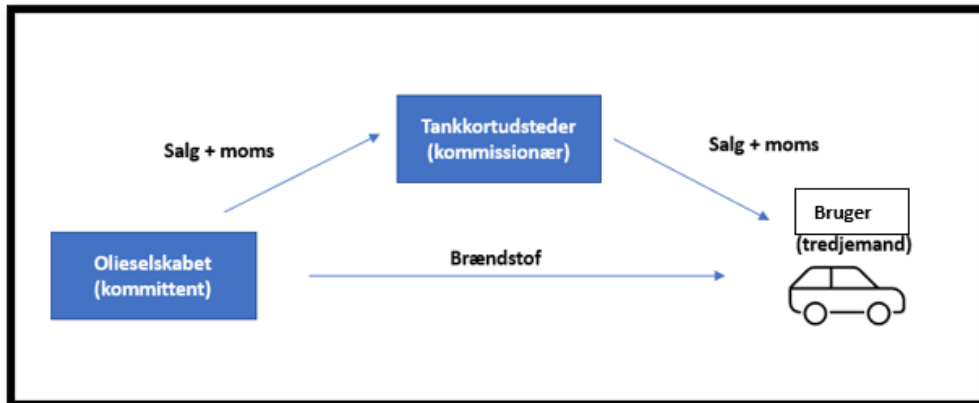 Tankkortudsteder
(kommissionær)
Salg + moms
Salg + moms
Bruger
(tredjemand)
Olieselskabet
(kommittent)
Brændstof